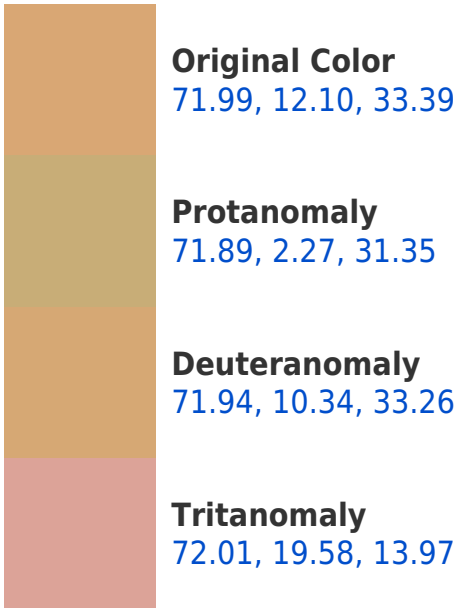 Original Color
71.99, 12.10, 33.39
Protanomaly
71.89, 2.27, 31.35
Deuteranomaly
71.94, 10.34, 33.26
Tritanomaly
72.01, 19.58, 13.97